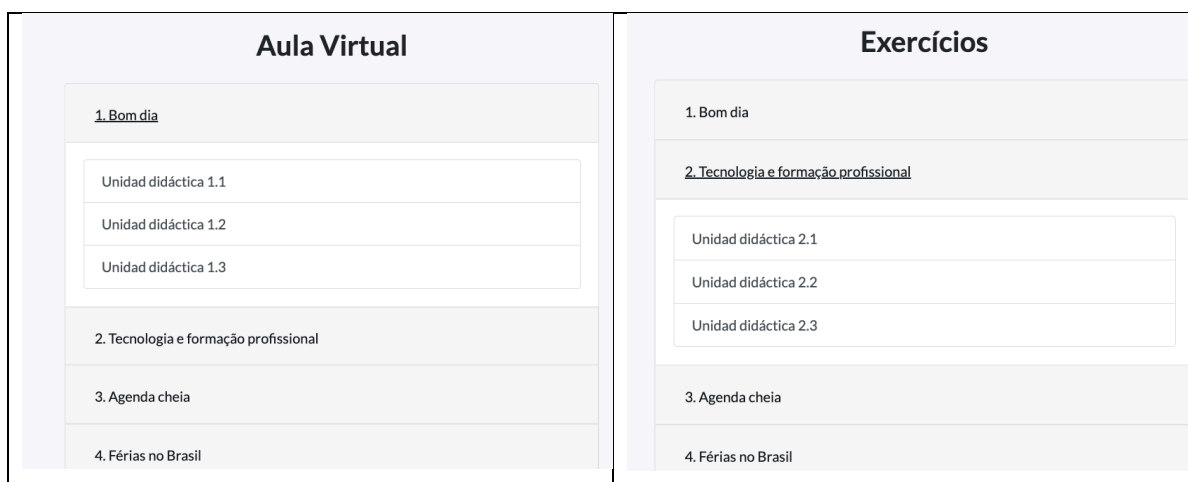 Aula Virtual
1. Bom dia
Unidad didáctica 1.1
Unidad didáctica 1.2
Unidad didáctica 1.3
2. Tecnologia e formação profissional
3. Agenda cheia
4. Férias no Brasil
Exercícios
1. Bom dia
2. Tecnologia e formação profissional
Unidad didáctica 2.1
Unidad didáctica 2.2
Unidad didáctica 2.3
3. Agenda cheia
4. Férias no Brasil